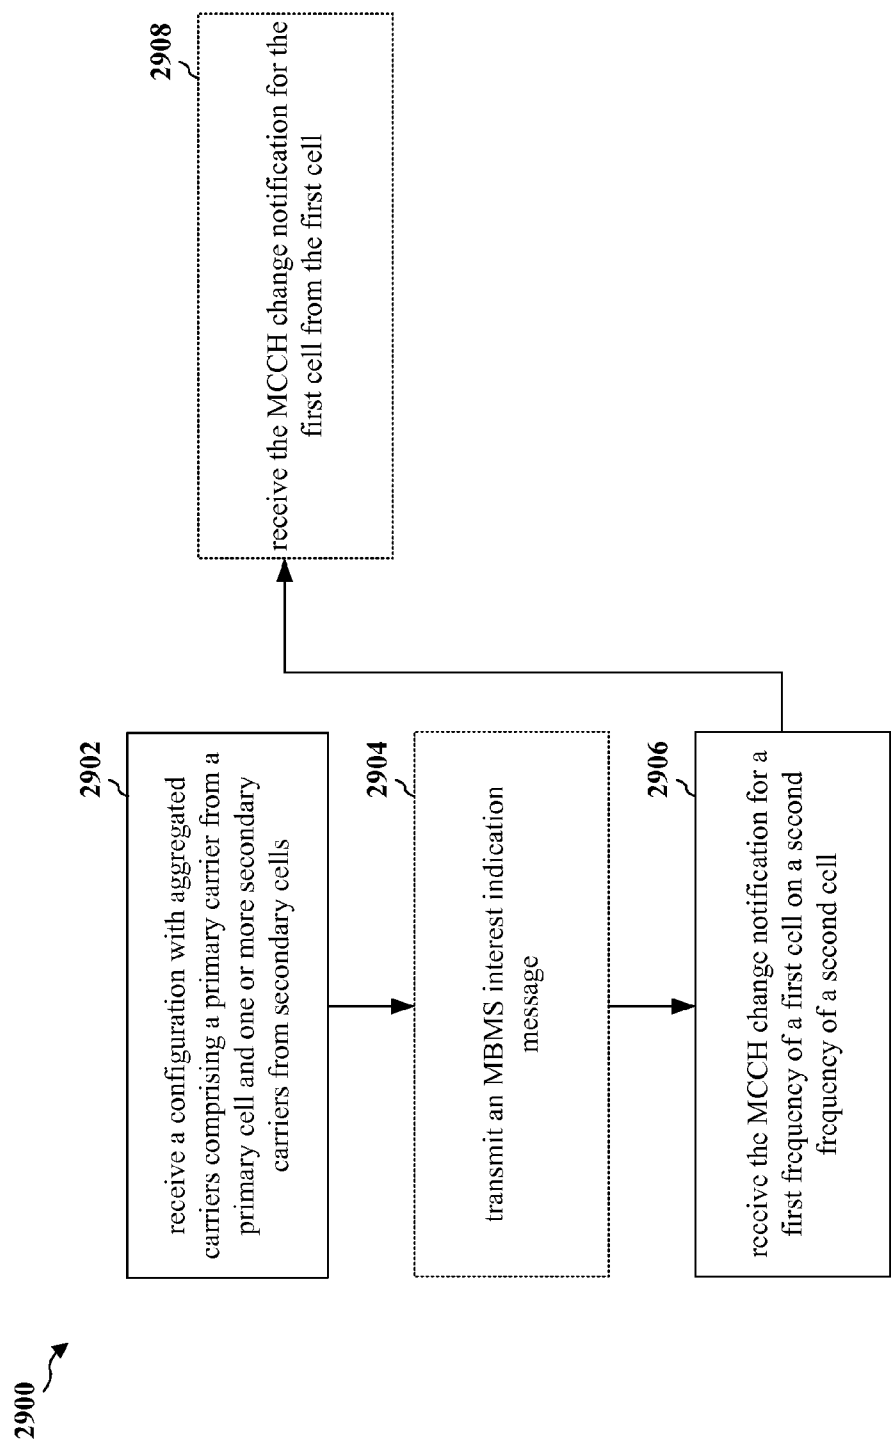 2900
2902
receive a configuration with aggregated
carriers comprising a primary carrier from a
primary cell and one or more secondary
carriers from secondary cells
2904
transmit an MBMS interest indication
message
2906
receive the MCCH change notification for a
first frequency of a first cell on a second
frequency of a second cell
2908
receive the MCCH change notification for the
first cell from the first cell